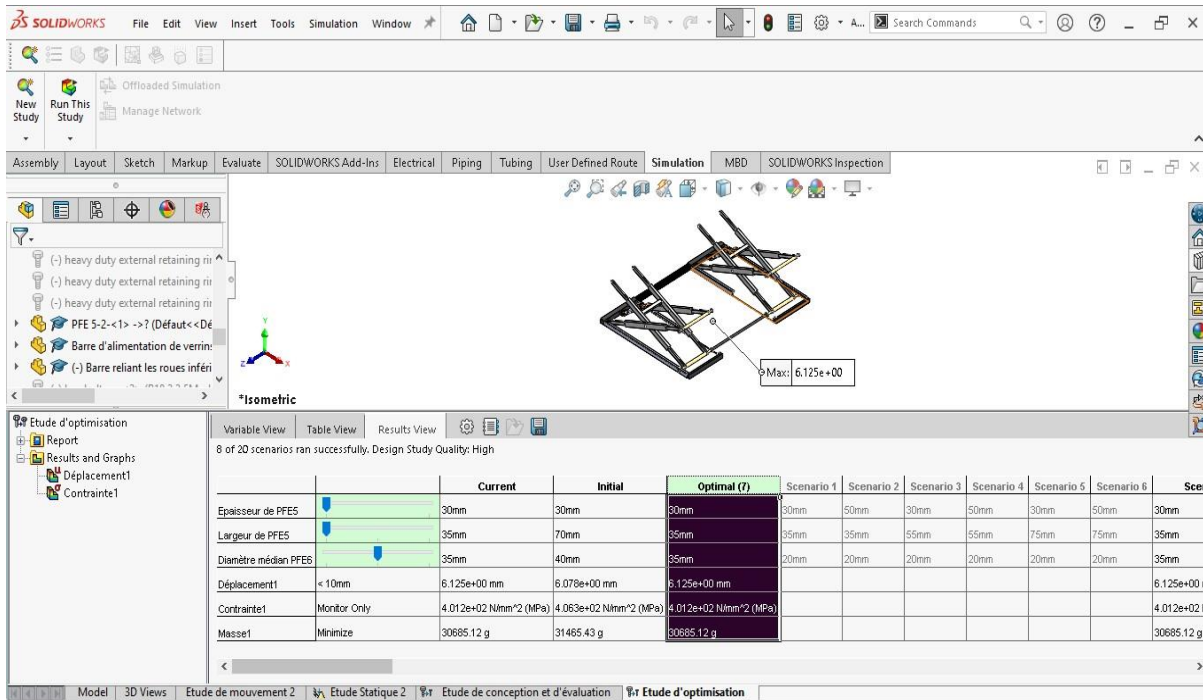 SOLIDWORKS File Edit View Insert Tools Simulation Window A... Search Commands
New Study
Run This Study
Offloaded Simulation
Manage Network
Assembly Layout Sketch Markup Evaluate SOLIDWORKS Add-Ins Electrical Piping Tubing User Defined Route Simulation MBD SOLIDWORKS Inspection
(-) heavy duty external retaining rir
(-) heavy duty external retaining rir
(-) heavy duty external retaining rir
PFE 5-2-<1> ->? (Défaut<<Dé
Barre d'alimentation de verrins
(-) Barre reliant les roues inféri
Y
Z
X
*Isometric
Max: 6.125e+00
Etude d'optimisation
Report
Results and Graphs
Déplacement1
Contrainte1
Variable View Table View Results View
8 of 20 scenarios ran successfully. Design Study Quality: High
Current Initial Optimal (7) Scenario 1 Scenario 2 Scenario 3 Scenario 4 Scenario 5 Scenario 6 Scen
Epaisseur de PFE5 30mm 30mm 30mm 30mm 50mm 30mm 50mm 30mm 50mm 30mm
Largeur de PFE5 35mm 70mm 35mm 35mm 35mm 55mm 55mm 75mm 75mm 35mm
Diamètre médian PFE6 35mm 40mm 35mm 20mm 20mm 20mm 20mm 20mm 20mm 35mm
Déplacement1 < 10mm 6.125e+00 mm 6.078e+00 mm 6.125e+00 mm 6.125e+00
Contrainte1 Monitor Only 4.012e+02 N/mm^2 (MPa) 4.063e+02 N/mm^2 (MPa) 4.012e+02 N/mm^2 (MPa) 4.012e+02
Masse1 Minimize 30685.12 g 31465.43 g 30685.12 g 30685.12 g
Model 3D Views Etude de mouvement 2 Etude Statique 2 Etude de conception et d'évaluation Etude d'optimisation